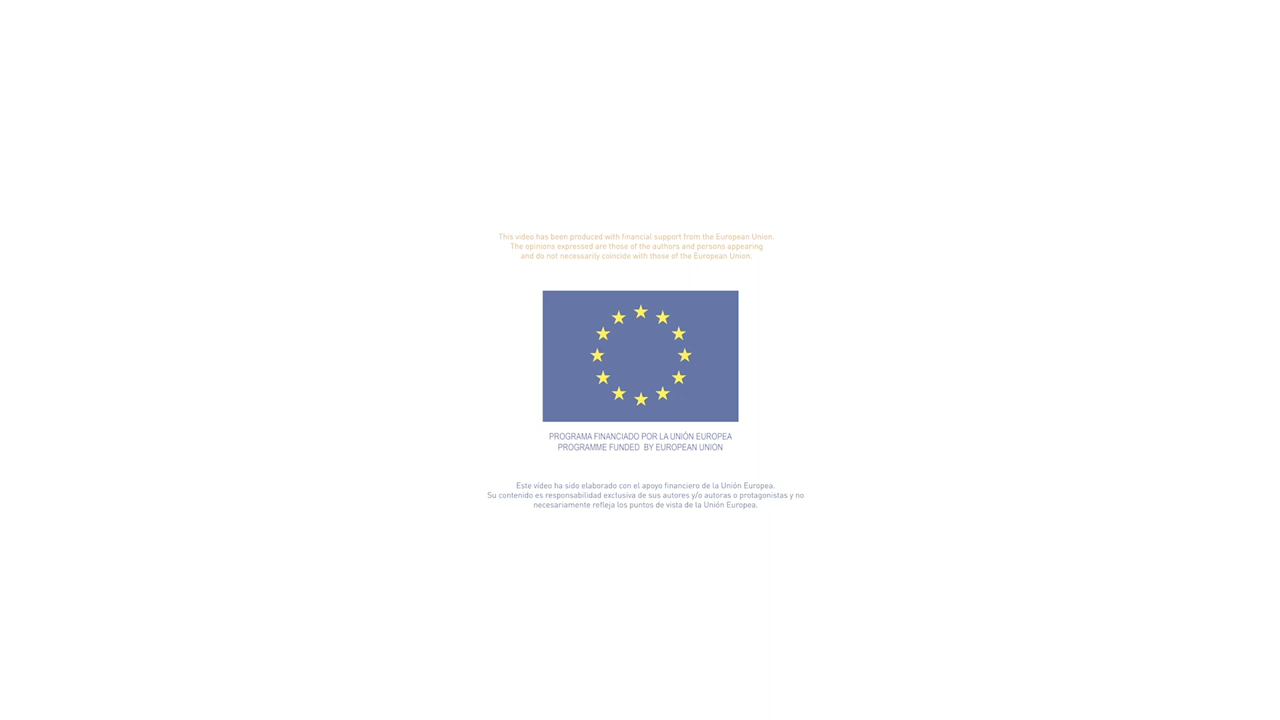 This video has been produced with financial support from the European Union.
The opinions expressed are those of the authors and persons appearing
and do not necessarily coincide with those of the European Union.
PROGRAMA FINANCIADO POR LA UNIÓN EUROPEA
PROGRAMME FUNDED BY EUROPEAN UNION
Este vídeo ha sido elaborado con el apoyo financiero de la Unión Europea.
Su contenido es responsabilidad exclusiva de sus autores y/o autoras o protagonistas y no
necesariamente refleja los puntos de vista de la Unión Europea.